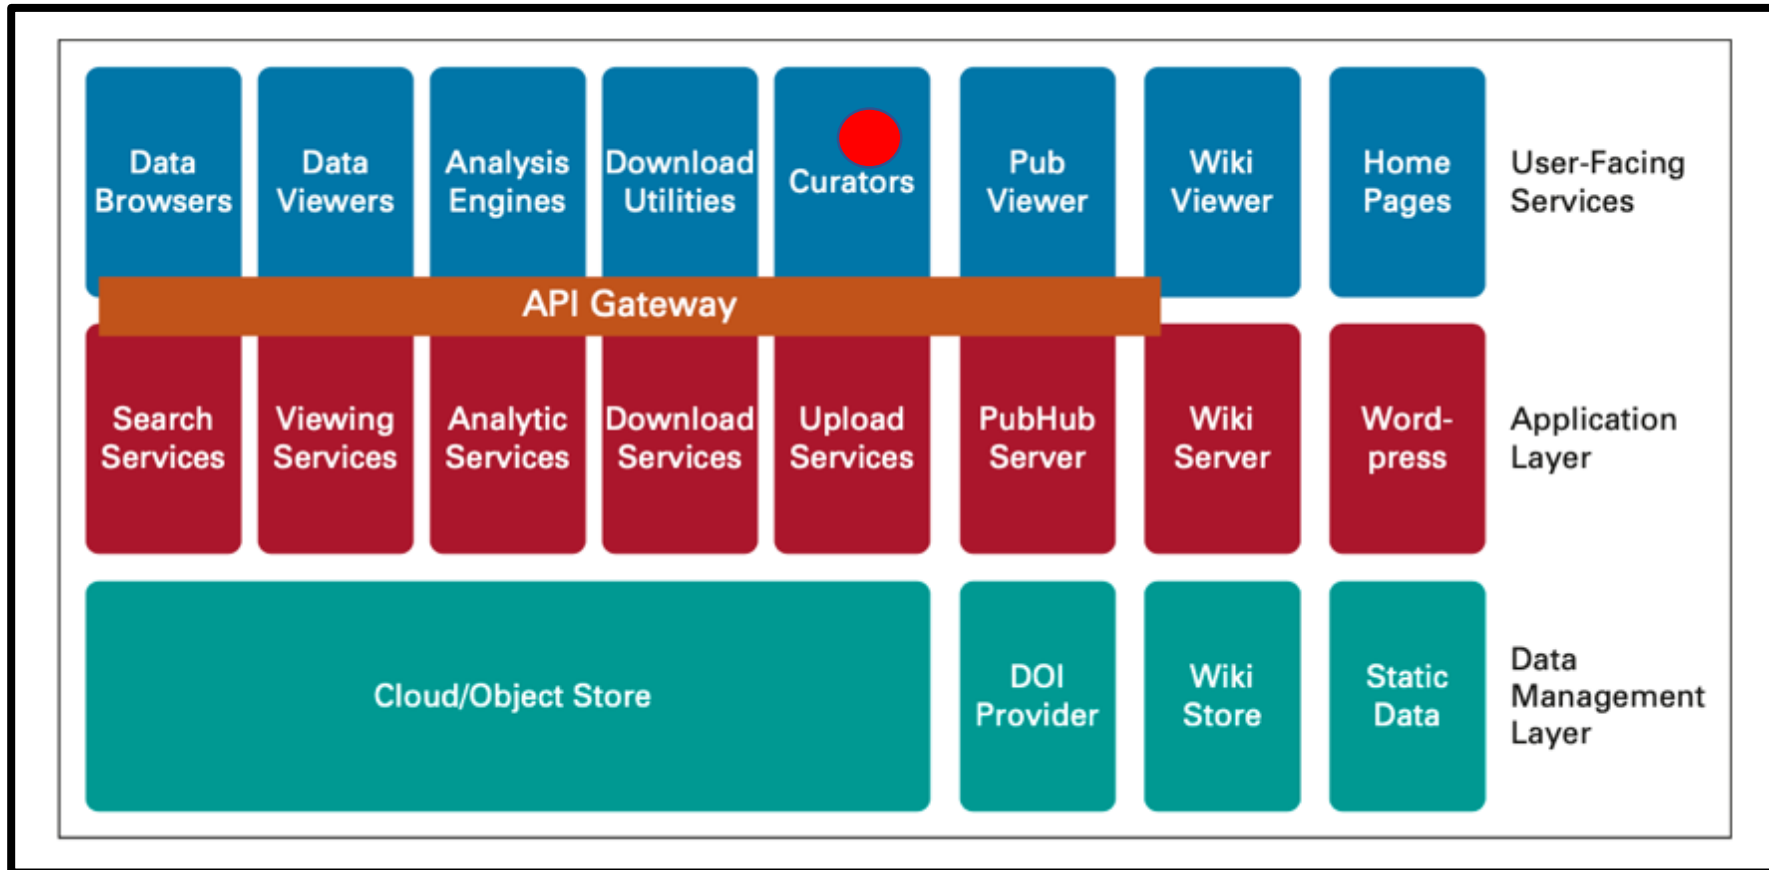 Data
Browsers
Data
Viewers
Analysis
Engines
Download
Utilities
Curators
Pub
Viewer
Wiki
Viewer
Home
Pages
User-Facing
Services
API Gateway
Search
Services
Viewing
Services
Analytic
Services
Download
Services
Upload
Services
PubHub
Server
Wiki
Server
Word-
press
Application
Layer
Cloud/Object Store
DOI
Provider
Wiki
Store
Static
Data
Data
Management
Layer